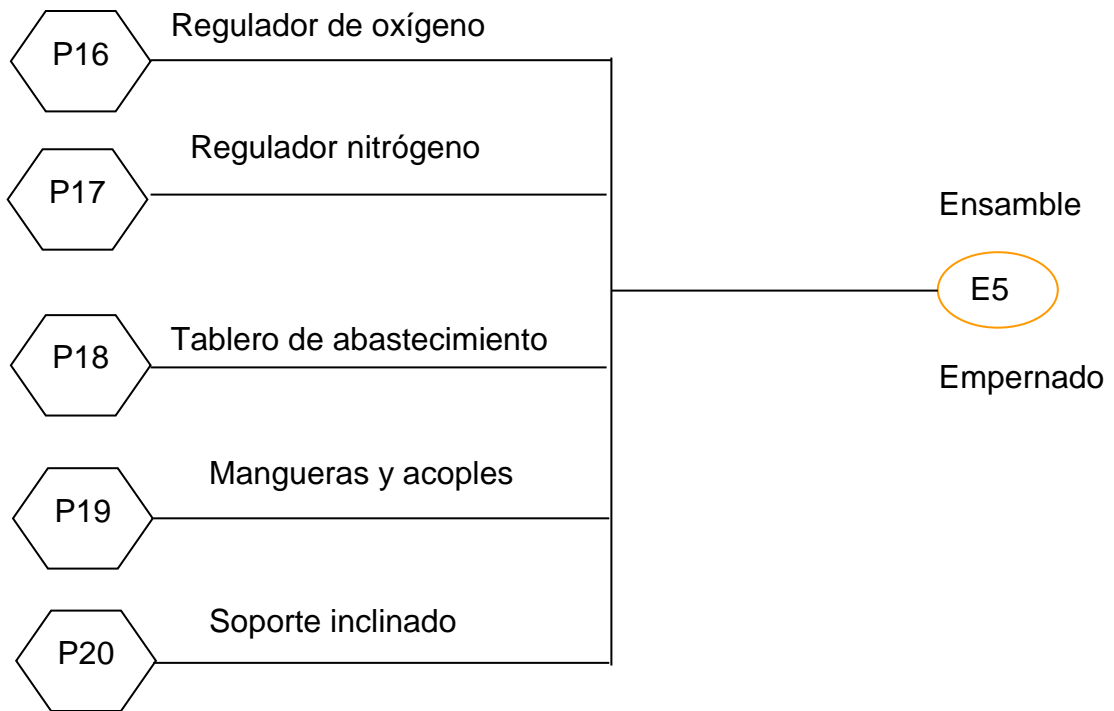 P16
Regulador de oxígeno
P17
Regulador nitrógeno
P18
Tablero de abastecimiento
P19
Mangueras y acoples
P20
Soporte inclinado
Ensamble
E5
Empernado